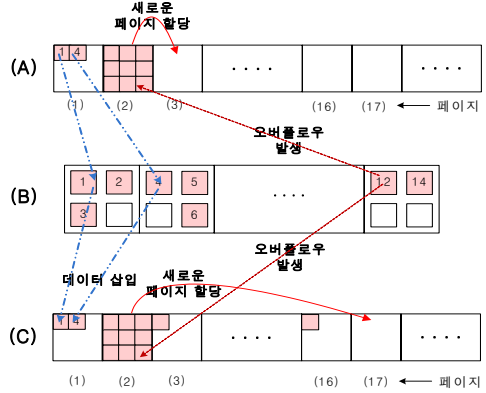 새로운
페이지 할당
(A)
1 4
· · · ·
· · · ·
(1) (2) (3) (16) (17) 페이지
오버플로우
발생
(B)
1 2 4 5 12 14
· · · ·
3 6
오버플로우
발생
데이터 삽입
새로운
페이지 할당
(C)
1 4
· · · ·
· · · ·
(1) (2) (3) (16) (17) 페이지